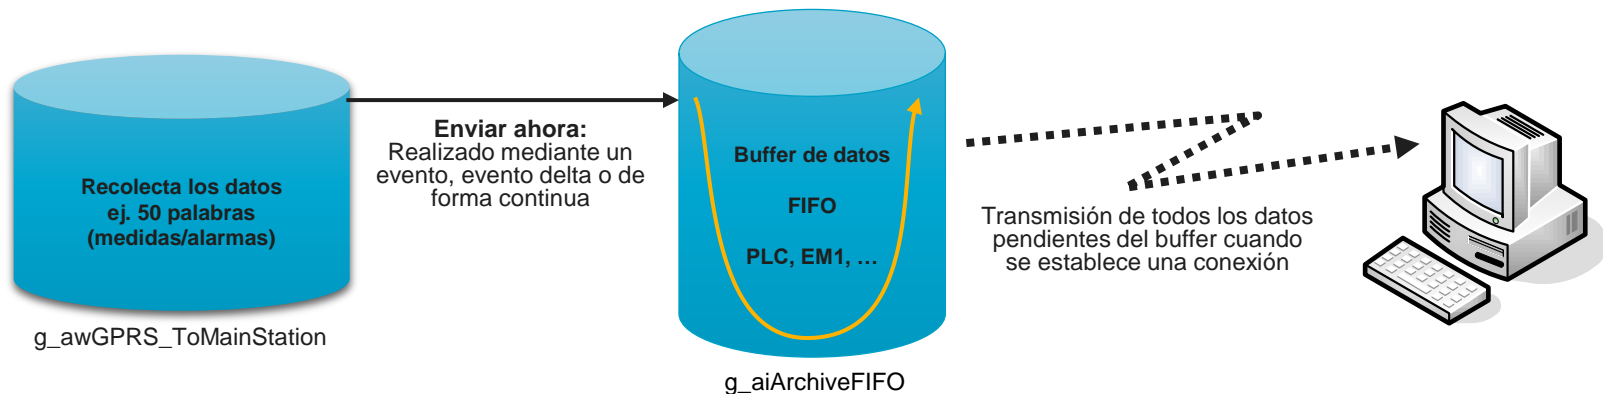 Recolecta los datos
ej. 50 palabras
(medidas/alarmas)
g_awGPRS_ToMainStation
Enviar ahora:
Realizado mediante un
evento, evento delta o de
forma continua
Buffer de datos
FIFO
PLC, EM1, …
g_aiArchiveFIFO
Transmisión de todos los datos
pendientes del buffer cuando
se establece una conexión